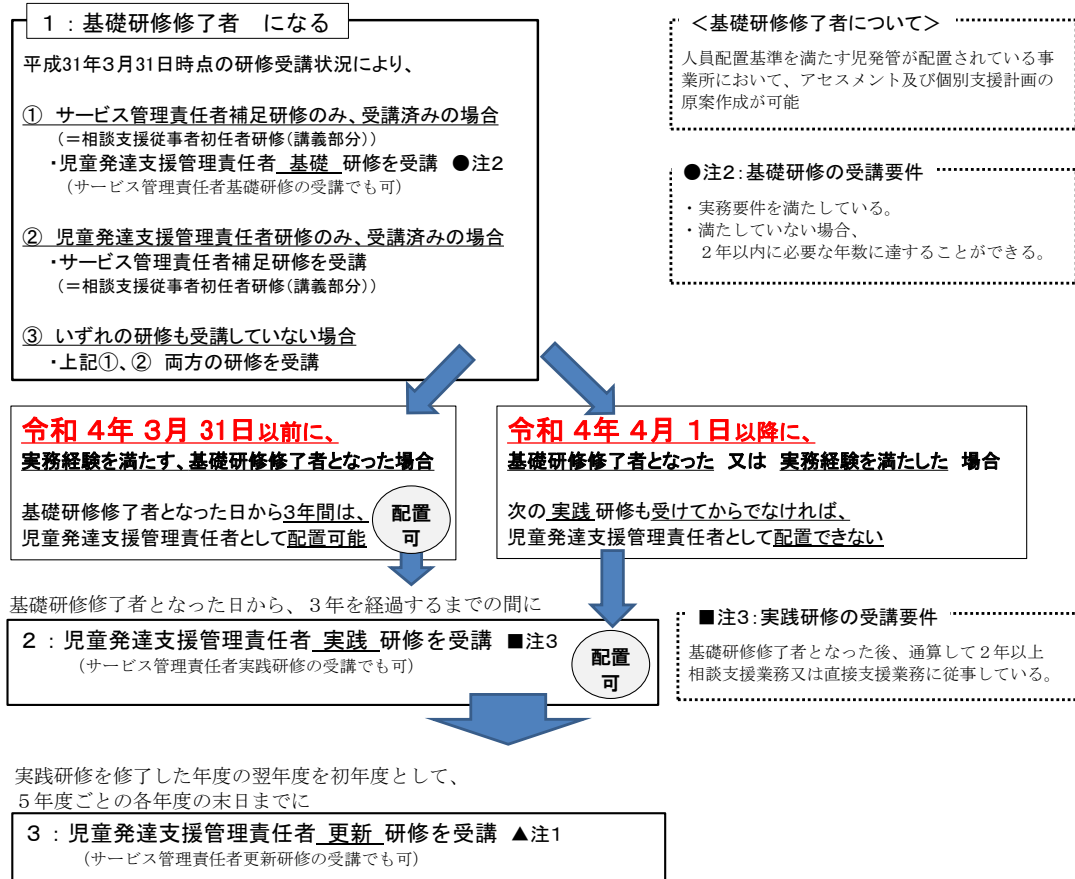 1：基礎研修修了者　になる
平成31年3月31日時点の研修受講状況により、
①　サービス管理責任者補足研修のみ、受講済みの場合
（＝相談支援従事者初任者研修（講義部分））
・児童発達支援管理責任者 基礎 研修を受講　●注2
（サービス管理責任者基礎研修の受講でも可）
②　児童発達支援管理責任者研修のみ、受講済みの場合
・サービス管理責任者補足研修を受講
（＝相談支援従事者初任者研修（講義部分））
③　いずれの研修も受講していない場合
・上記①、②　両方の研修を受講
＜基礎研修修了者について＞
人員配置基準を満たす児発管が配置されている事
業所において、アセスメント及び個別支援計画の
原案作成が可能
●注2：基礎研修の受講要件
・実務要件を満たしている。
・満たしていない場合、
２年以内に必要な年数に達することができる。
令和 4年 3月 31日以前に、
実務経験を満たす、基礎研修修了者となった場合
基礎研修修了者となった日から3年間は、
児童発達支援管理責任者として配置可能
配置
可
令和 4年 4月 1日以降に、
基礎研修修了者となった 又は 実務経験を満たした 場合
次の 実践 研修も受けてからでなければ、
児童発達支援管理責任者として配置できない
基礎研修修了者となった日から、３年を経過するまでの間に
2：児童発達支援管理責任者 実践 研修を受講　■注3
（サービス管理責任者実践研修の受講でも可）
配置
可
■注3：実践研修の受講要件
基礎研修修了者となった後、通算して２年以上
相談支援業務又は直接支援業務に従事している。
実践研修を修了した年度の翌年度を初年度として、
５年度ごとの各年度の末日までに
3：児童発達支援管理責任者 更新 研修を受講　▲注1
（サービス管理責任者更新研修の受講でも可）